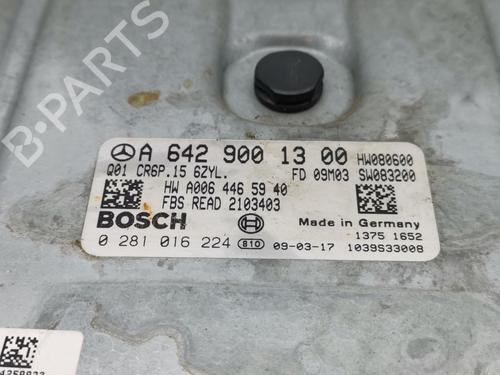 A 642 900 13 00 HW080600
Q01 CR6P.15 6ZYL. FD 09M03 SW083200
HW A006 446 59 40
FBS READ 2103403
BOSCH Made in Germany
1375 1652
0 281 016 224 810 09-03-17 1039S33008
B-PARTS